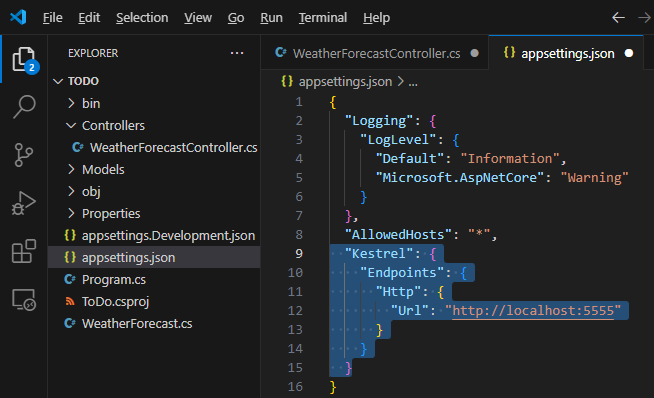 File Edit Selection View Go Run Terminal Help
2
EXPLORER
TODO
bin
Controllers
WeatherForecastController.cs
Models
obj
Properties
appsettings.Development.json
appsettings.json
Program.cs
ToDo.csproj
WeatherForecast.cs
WeatherForecastController.cs
appsettings.json
appsettings.json > ...
1 {
2 "Logging": {
3 "LogLevel": {
4 "Default": "Information",
5 "Microsoft.AspNetCore": "Warning"
6 }
7 },
8 "AllowedHosts": "*",
9 "Kestrel": {
10 "Endpoints": {
11 "Http": {
12 "Url": "http://localhost:5555"
13 }
14 }
15 }
16 }